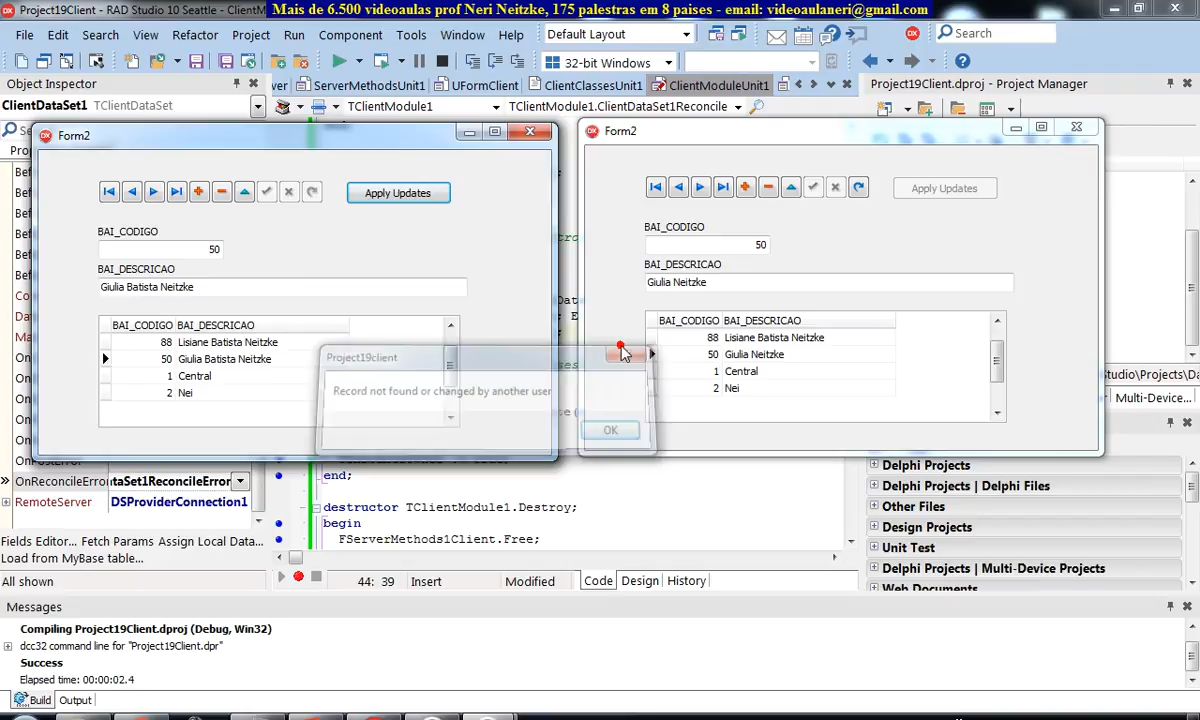 Mais de 6.500 videoaulas prof Neri Neitzke, 175 palestras em 8 paises - email: videoaulaneri@gmail.com
Project19Client - RAD Studio 10 Seattle - ClientM
File Edit Search View Refactor Project Run Component Tools Window Help Default Layout Search
32-bit Windows
Object Inspector
ServerMethodsUnit1 UFormClient ClientClassesUnit1 ClientModuleUnit1 Project19Client.dproj - Project Manager
ClientDataSet1 TClientDataSet
TClientModule1 TClientModule1.ClientDataSet1Reconcile
Form2
Apply Updates
BAI_CODIGO
50
BAI_DESCRICAO
Giulia Batista Neitzke
BAI_CODIGO BAI_DESCRICAO
88 Lisiane Batista Neitzke
50 Giulia Batista Neitzke
1 Central
2 Nei
Form2
Apply Updates
BAI_CODIGO
50
BAI_DESCRICAO
Giulia Neitzke
BAI_CODIGO BAI_DESCRICAO
88 Lisiane Batista Neitzke
50 Giulia Neitzke
1 Central
2 Nei
Project19client
Record not found or changed by another user
OK
OnReconcileError taSet1ReconcileError
RemoteServer DSProviderConnection1
Fields Editor... Fetch Params Assign Local Data...
Load from MyBase table...
All shown
end;
destructor TClientModule1.Destroy;
begin
FServerMethods1Client.Free;
44: 39 Insert Modified Code Design History
tudio\Projects\Da
Multi-Device...
Delphi Projects
Delphi Projects | Delphi Files
Other Files
Design Projects
Unit Test
Delphi Projects | Multi-Device Projects
Web Documents
Messages
Compiling Project19Client.dproj (Debug, Win32)
dcc32 command line for "Project19Client.dpr"
Success
Elapsed time: 00:00:02.4
Build Output